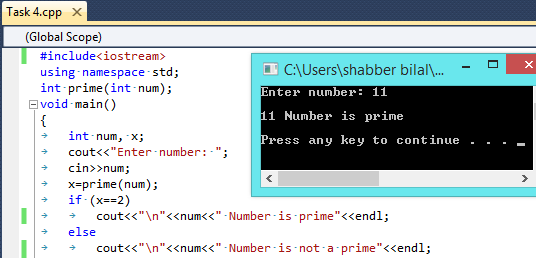 Task 4.cpp
(Global Scope)
#include<iostream>
using namespace std;
int prime(int num);
void main()
{
int num, x;
cout<<"Enter number: ";
cin>>num;
x=prime(num);
if (x==2)
cout<<"\n"<<num<<" Number is prime"<<endl;
else
cout<<"\n"<<num<<" Number is not a prime"<<endl;
C:\Users\shabber bilal\...
Enter number: 11
11 Number is prime
Press any key to continue . . . _